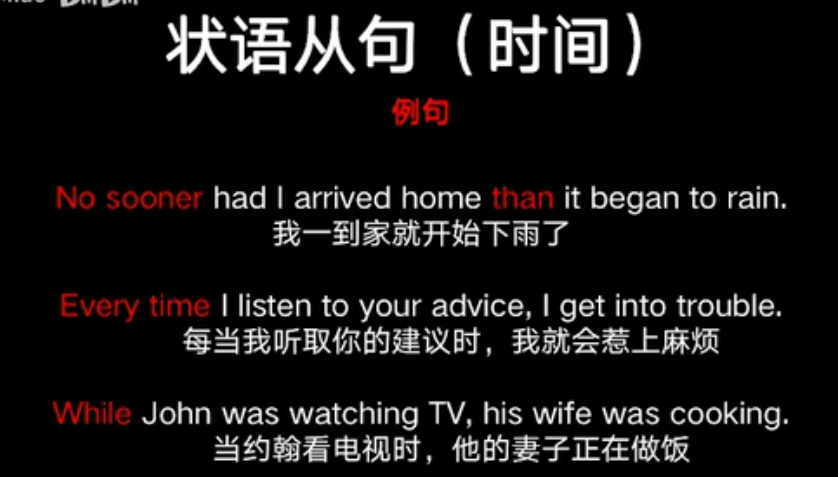 状语从句（时间）
例句
No sooner had I arrived home than it began to rain.
我一到家就开始下雨了
Every time I listen to your advice, I get into trouble.
每当我听取你的建议时，我就会惹上麻烦
While John was watching TV, his wife was cooking.
当约翰看电视时，他的妻子正在做饭